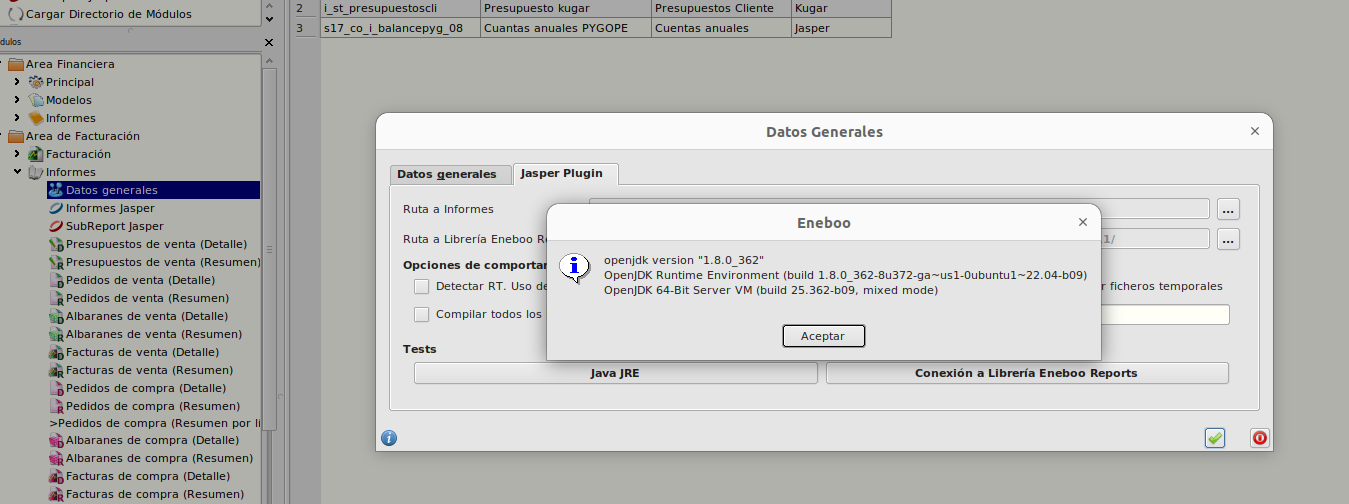 Cargar Directorio de Módulos
2 i_st_presupuestoscli Presupuesto kugar Presupuestos Cliente Kugar
3 s17_co_i_balancepyg_08 Cuantas anuales PYGOPE Cuentas anuales Jasper
dulos
Area Financiera
Principal
Modelos
Informes
Area de Facturación
Facturación
Informes
Datos generales
Informes Jasper
SubReport Jasper
Presupuestos de venta (Detalle)
Presupuestos de venta (Resumen)
Pedidos de venta (Detalle)
Pedidos de venta (Resumen)
Albaranes de venta (Detalle)
Albaranes de venta (Resumen)
Facturas de venta (Detalle)
Facturas de venta (Resumen)
Pedidos de compra (Detalle)
Pedidos de compra (Resumen)
>Pedidos de compra (Resumen por li
Albaranes de compra (Detalle)
Albaranes de compra (Resumen)
Facturas de compra (Detalle)
Facturas de compra (Resumen)
Datos Generales
Datos generales Jasper Plugin
Ruta a Informes ...
Ruta a Librería Eneboo Re 1/ ...
Opciones de comportar
Detectar RT. Uso de r ficheros temporales
Compilar todos los
Tests
Java JRE Conexión a Librería Eneboo Reports
Eneboo
openjdk version "1.8.0_362"
OpenJDK Runtime Environment (build 1.8.0_362-8u372-ga~us1-0ubuntu1~22.04-b09)
OpenJDK 64-Bit Server VM (build 25.362-b09, mixed mode)
Aceptar